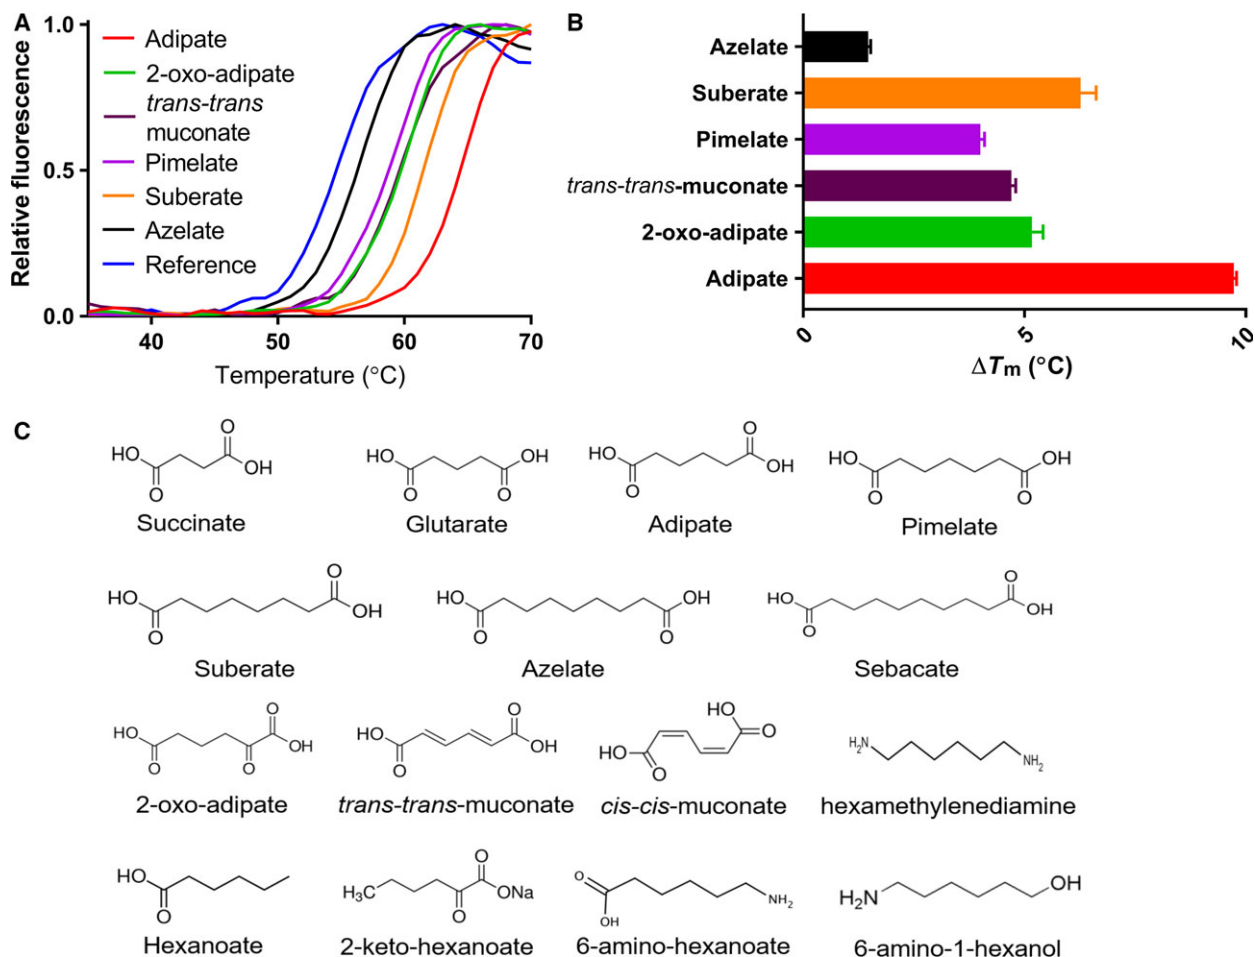 A
Relative fluorescence
1.0
0.5
0.0
Adipate
2-oxo-adipate
trans-trans
muconate
Pimelate
Suberate
Azelate
Reference
40
50
60
70
Temperature (°C)
B
Azelate
Suberate
Pimelate
trans-trans-muconate
2-oxo-adipate
Adipate
0
5
10
ΔTm (°C)
C
HO O O OH
HO O O OH
HO O O OH
HO O O OH
Succinate
Glutarate
Adipate
Pimelate
HO O O OH
HO O O OH
HO O O OH
Suberate
Azelate
Sebacate
HO O O O OH
HO O O OH
HO O HO O
H2N NH2
2-oxo-adipate
trans-trans-muconate
cis-cis-muconate
hexamethylenediamine
HO O
H3C O O ONa
O OH NH2
H2N OH
Hexanoate
2-keto-hexanoate
6-amino-hexanoate
6-amino-1-hexanol